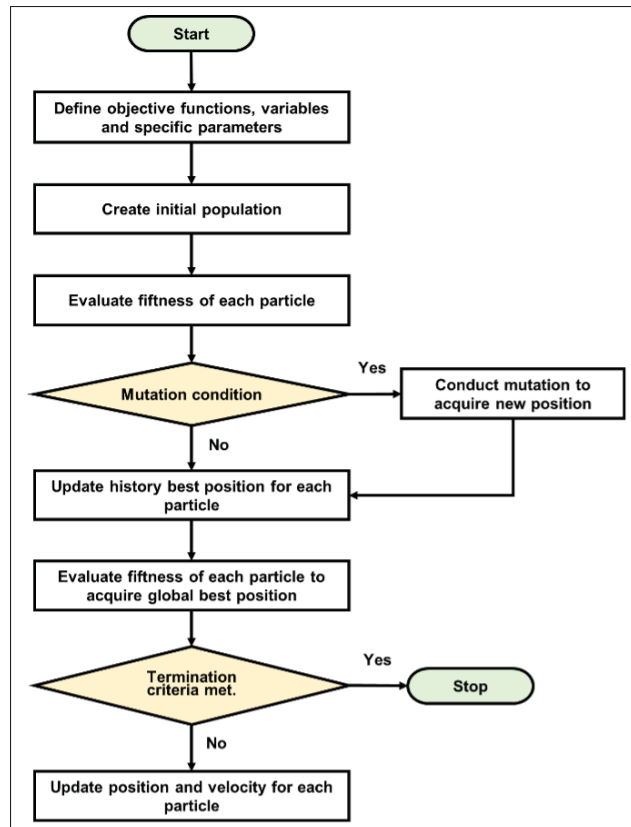 Start
Define objective functions, variables
and specific parameters
Create initial population
Evaluate fiftness of each particle
Mutation condition
Yes
Conduct mutation to
acquire new position
No
Update history best position for each
particle
Evaluate fiftness of each particle to
acquire global best position
Termination
criteria met.
Yes
Stop
No
Update position and velocity for each
particle